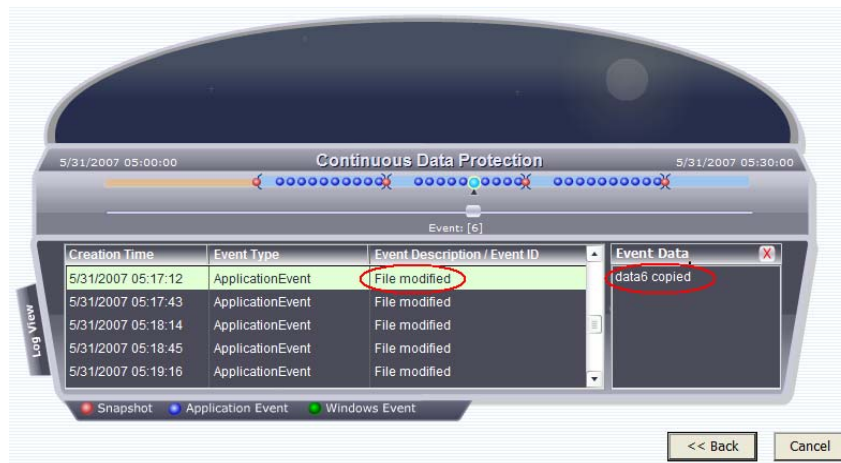 5/31/2007 05:00:00 Continuous Data Protection 5/31/2007 05:30:00
Event: [6]
Creation Time Event Type Event Description / Event ID Event Data X
5/31/2007 05:17:12 ApplicationEvent File modified data6 copied
5/31/2007 05:17:43 ApplicationEvent File modified
5/31/2007 05:18:14 ApplicationEvent File modified
5/31/2007 05:18:45 ApplicationEvent File modified
5/31/2007 05:19:16 ApplicationEvent File modified
Log View
Snapshot Application Event Windows Event
<< Back Cancel